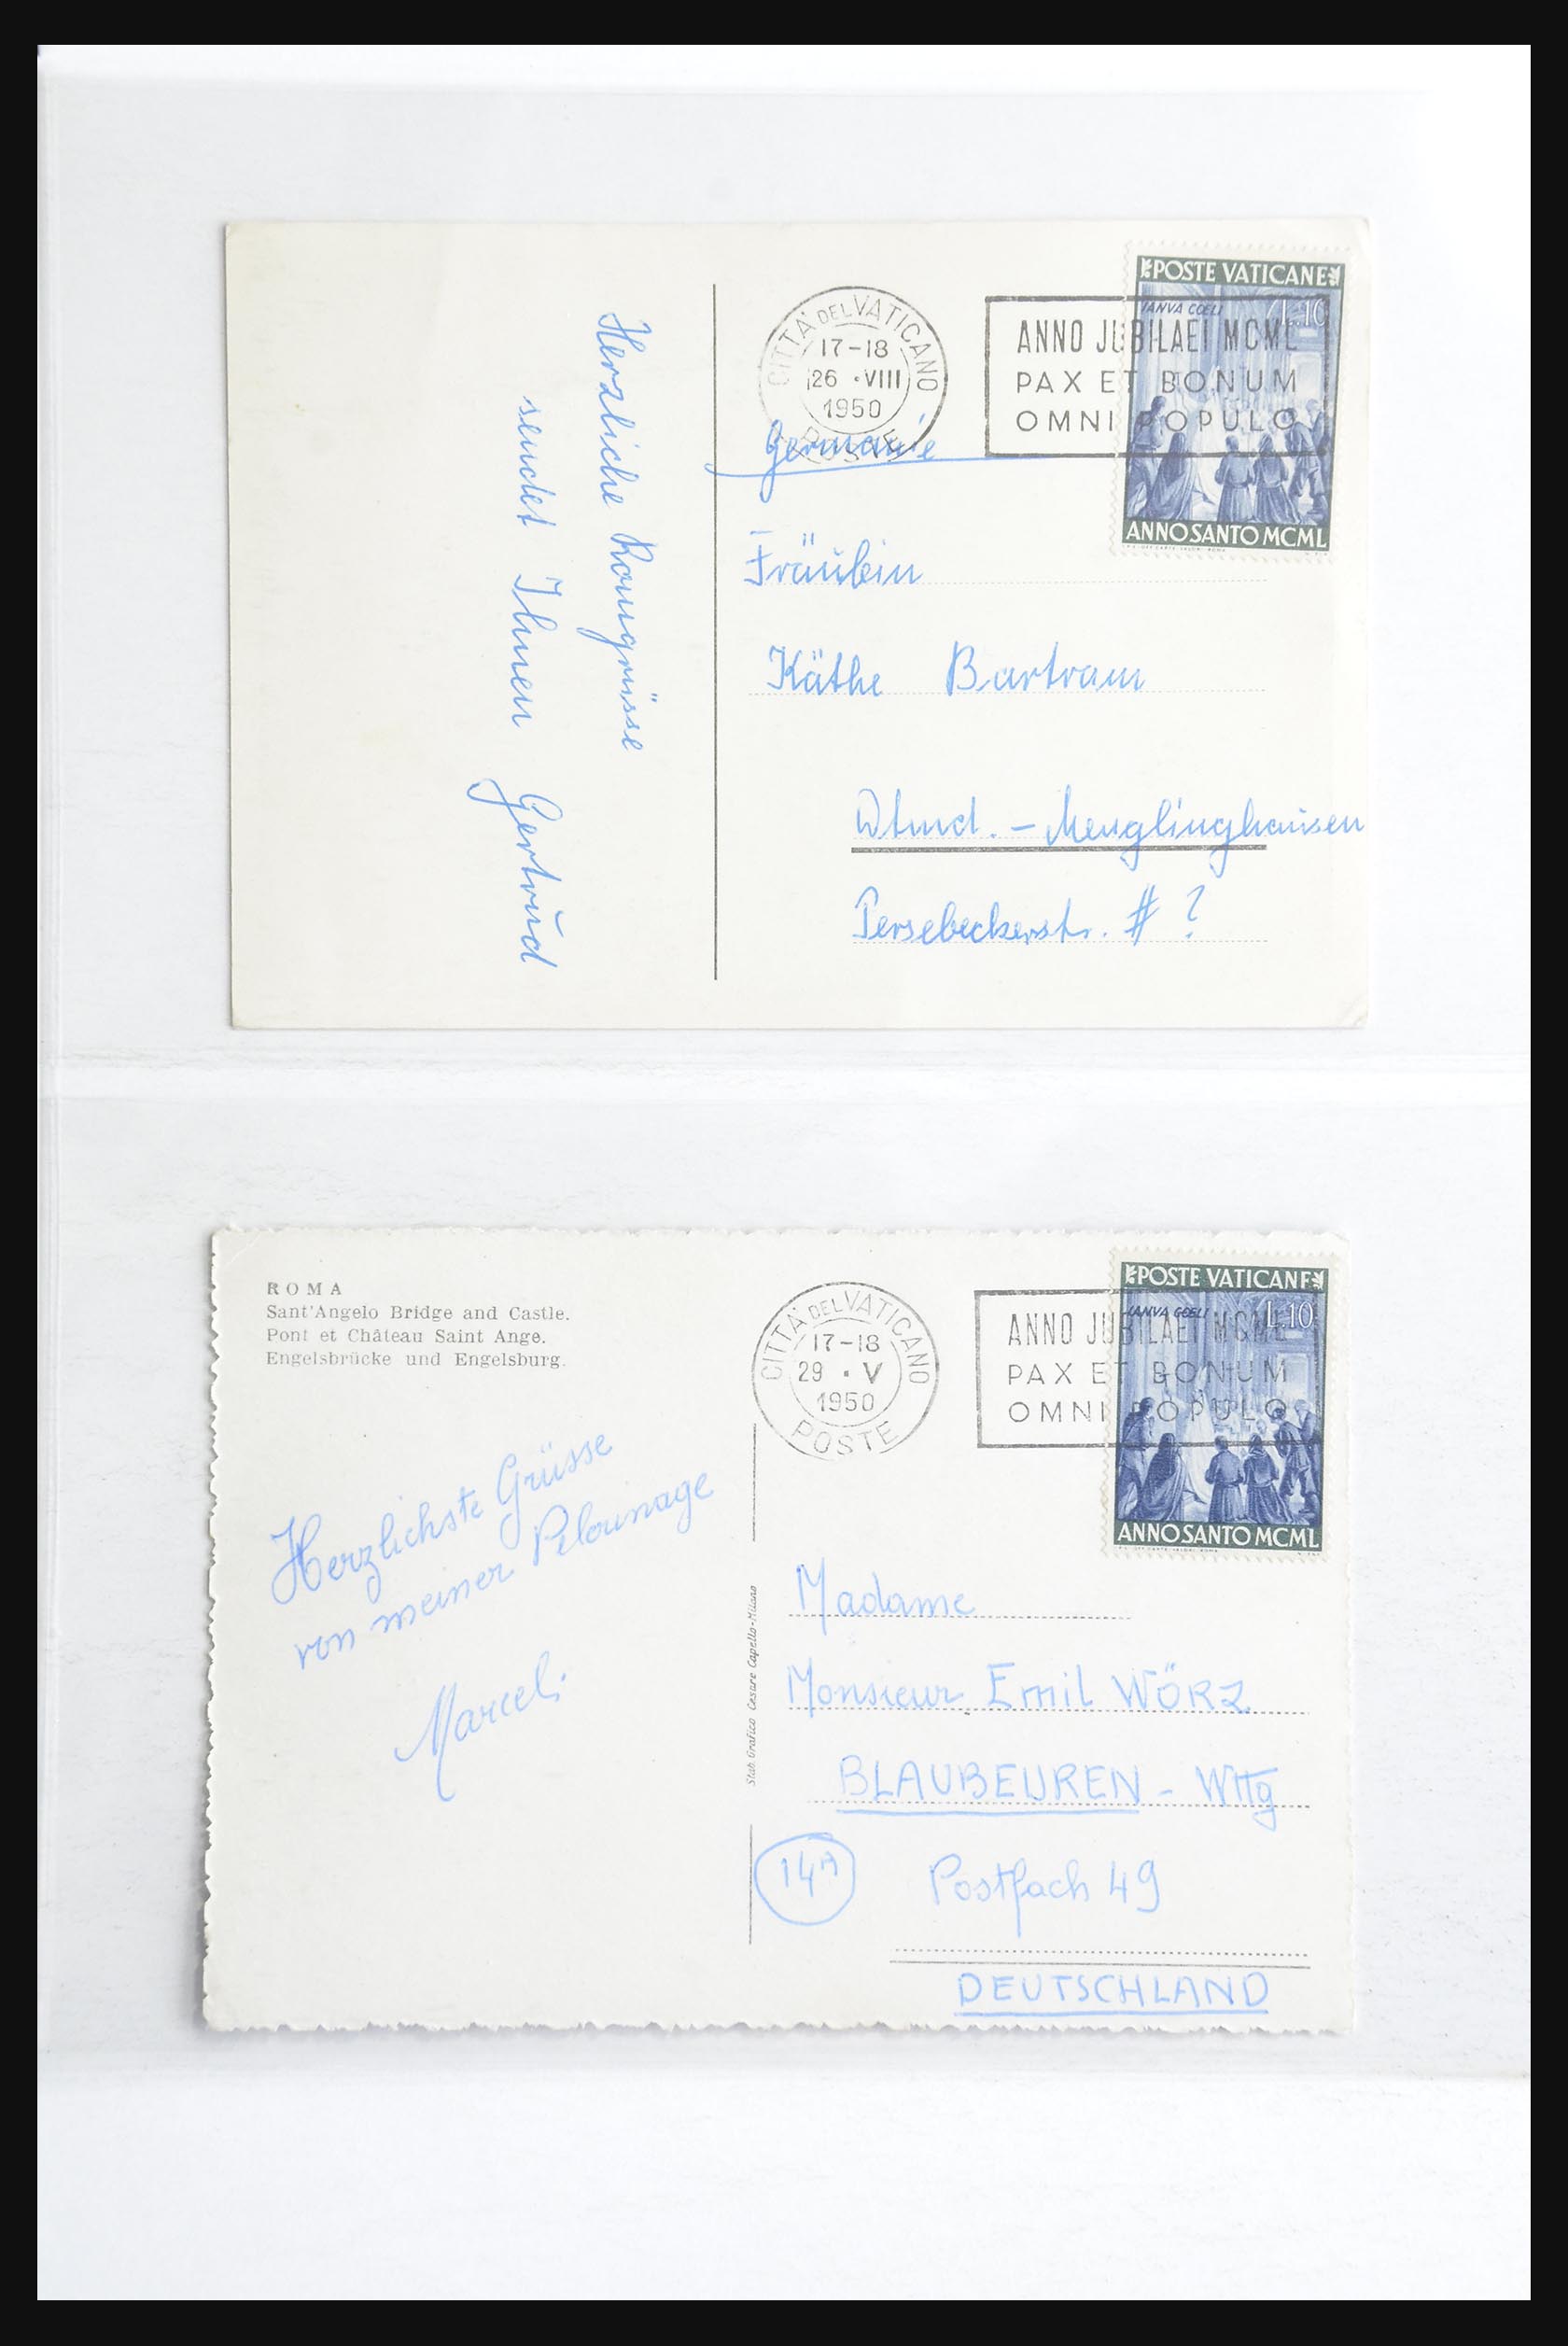 CITTÀ DEL VATICANO
17-18
26 · VIII
1950
POSTE
ANNO JUBILAEI MCML
PAX ET BONUM
OMNI POPULO
POSTE VATICANE
IANVA COELI
L.10
ANNO SANTO MCML
Germanie
Herzliche Romgrüsse
sendet Ihnen Gertrud
Fräulein
Käthe Bartram
Dtmd. - Menglinghausen
Persebeckerstr. # ?
ROMA
Sant'Angelo Bridge and Castle.
Pont et Château Saint Ange.
Engelsbrücke und Engelsburg.
CITTÀ DEL VATICANO
17-18
29 · V
1950
POSTE
ANNO JUBILAEI MCML
PAX ET BONUM
OMNI POPULO
POSTE VATICANE
IANVA COELI
L.10
ANNO SANTO MCML
Herzlichste Grüsse
von meiner
Marcel.
Stab. Grafico Cesare Capello-Milano
Madame
Monsieur Emil WÖRZ
BLAUBEUREN - Wttg
14A
Postfach 49
DEUTSCHLAND